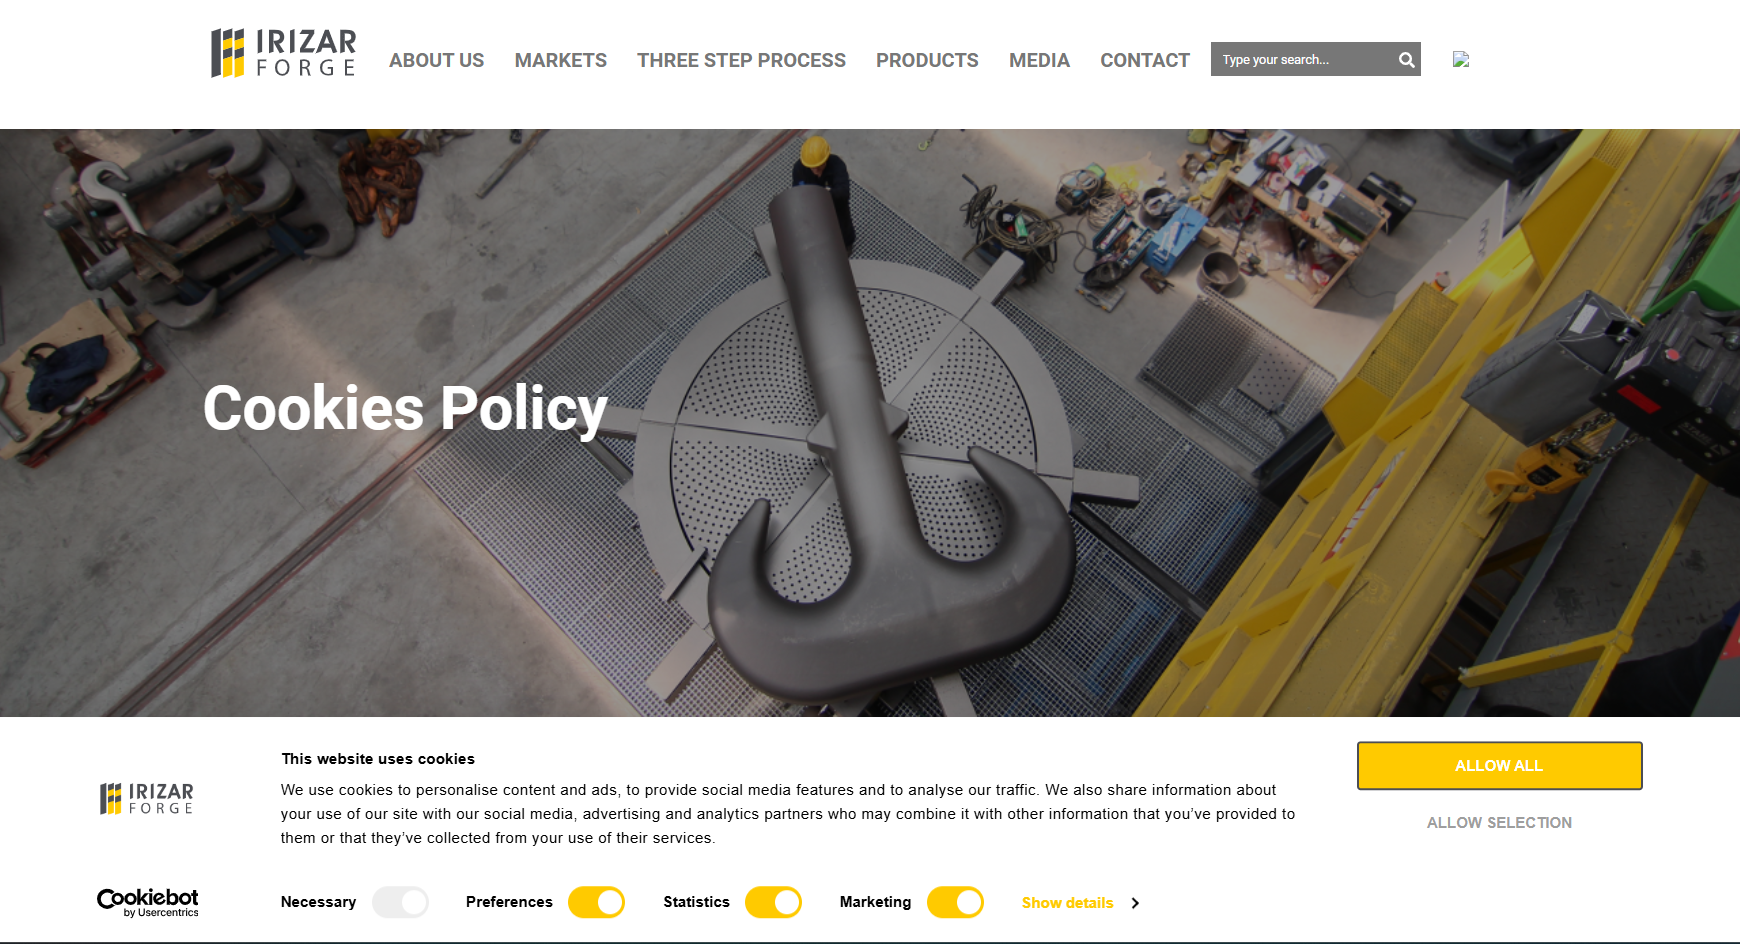 IRIZAR
FORGE
ABOUT US
MARKETS
THREE STEP PROCESS
PRODUCTS
MEDIA
CONTACT
Type your search...
Cookies Policy
IRIZAR
FORGE
This website uses cookies
We use cookies to personalise content and ads, to provide social media features and to analyse our traffic. We also share information about
your use of our site with our social media, advertising and analytics partners who may combine it with other information that you’ve provided to
them or that they’ve collected from your use of their services.
ALLOW ALL
ALLOW SELECTION
Cookiebot
by Usercentrics
Necessary
Preferences
Statistics
Marketing
Show details